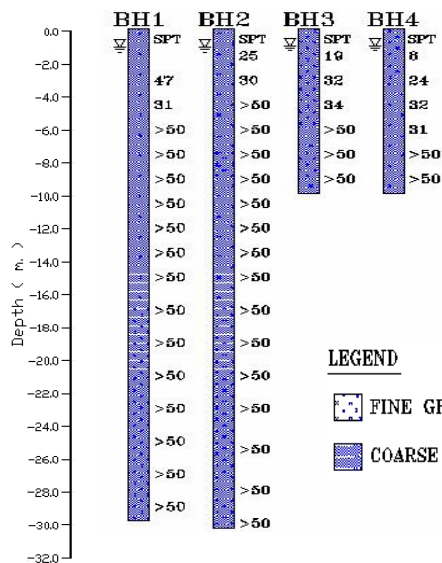 BH1 BH2 BH3 BH4
0.0 SPT SPT SPT SPT
25 19 8
-2.0
47 30 32 24
-4.0 31 >50 34 32
-6.0 >50 >50 >50 31
>50 >50 >50 >50
-8.0
>50 >50 >50 >50
-10.0
>50 >50
-12.0 >50 >50
>50 >50
-14.0
>50 >50
-16.0
>50 >50
-18.0
>50 >50
-20.0
>50 >50
-22.0
>50 >50
-24.0
>50 >50
-26.0
>50
-28.0 >50
>50
-30.0 >50
-32.0
Depth ( m. )
LEGEND
FINE GR
COARSE